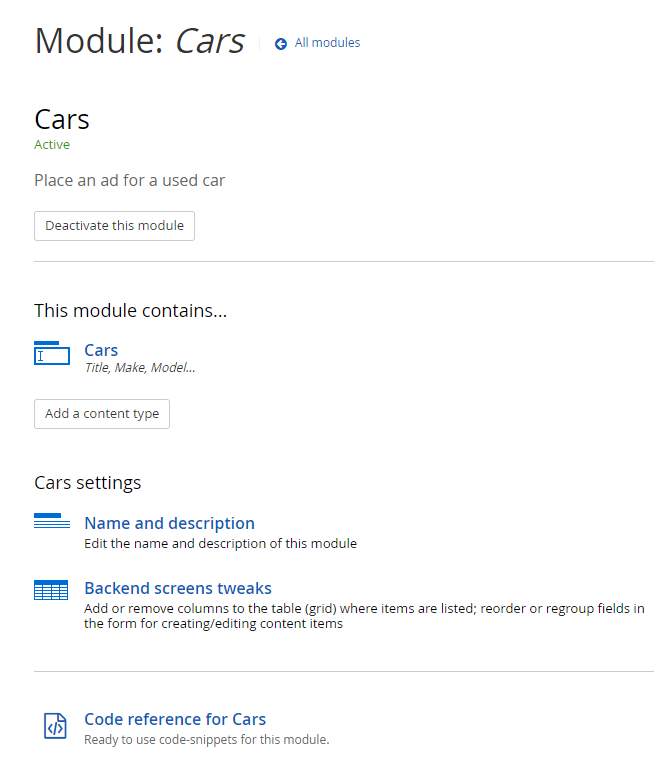 Module: Cars
All modules
Cars
Active
Place an ad for a used car
Deactivate this module
This module contains...
Cars
Title, Make, Model...
Add a content type
Cars settings
Name and description
Edit the name and description of this module
Backend screens tweaks
Add or remove columns to the table (grid) where items are listed; reorder or regroup fields in
the form for creating/editing content items
Code reference for Cars
Ready to use code-snippets for this module.